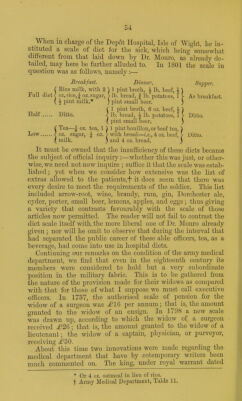 54
When in charge of the Depôt Hospital, Isle of Wight, he in-
stituted a scale of diet for the sick, which being somewhat
different from that laid down by Dr. Monro, as already de-
tailed, may here be further alluded to. In 1801 the scale in
question was as follows, namely :—
Breakfast. Dinner. Supper.
Full diet { Rice milk, with 2 oz. rice, ½ oz. sugar, ½ pint milk.* } { 1 pint broth, ½ lb. beef, ½ lb. bread, ½ lb. potatoes, 1 pint small beer. } As breakfast.
Half ...... Ditto. { 1 pint broth, 6 oz. beef, ½ lb. bread, ½ lb. potatoes, 1 pint small beer. } Ditto.
Low ...... { Tea—¼ oz. tea, 1 oz. sugar, ½ oz. milk. } { 1 pint bouillon, or beef tea, with bread—i.e., 4 oz. beef, and 4 oz. bread, } Ditto.
It must be owned that the insufficiency of these diets became
the subject of official inquiry :—whether this was just, or other-
wise, we need not now inquire; suffice it that the scale was estab-
lished; yet when we consider how extensive was the list of
extras allowed to the patients,† it does seem that there was
every desire to meet the requirements of the soldier. This list
included arrow-root, wine, brandy, rum, gin, Dorchester ale,
cyder, porter, small beer, lemons, apples, and eggs; thus giving
a variety that contrasts favourably with the scale of those
articles now permitted. The reader will not fail to contrast the
diet scale itself with the more liberal one of Dr. Monro already
given; nor will he omit to observe that during the interval that
had separated the public career of these able officers, tea, as a
beverage, had come into use in hospital diets.
Continuing our remarks on the condition of the army medical
department, we find that even in the eighteenth century its
members were considered to hold but a very subordinate
position in the military fabric. This is to be gathered from
the nature of the provision made for their widows as compared
with that for those of what I suppose we must call executive
officers. In 1757, the authorised scale of pension for the
widow of a surgeon was £16 per annum; that is, the amount
granted to the widow of an ensign. In 1798 a new scale
was drawn up, according to which the widow of a surgeon
received £26; that is, the amount granted to the widow of a
lieutenant; the widow of a captain, physician, or purveyor,
receiving £30.
About this time two innovations were made regarding the
medical department that have by cotemporary writers been
much commented on. The king, under royal warrant dated
* Or 4 oz. oatmeal in lieu of rice.
† Army Medical Department, Table 11.